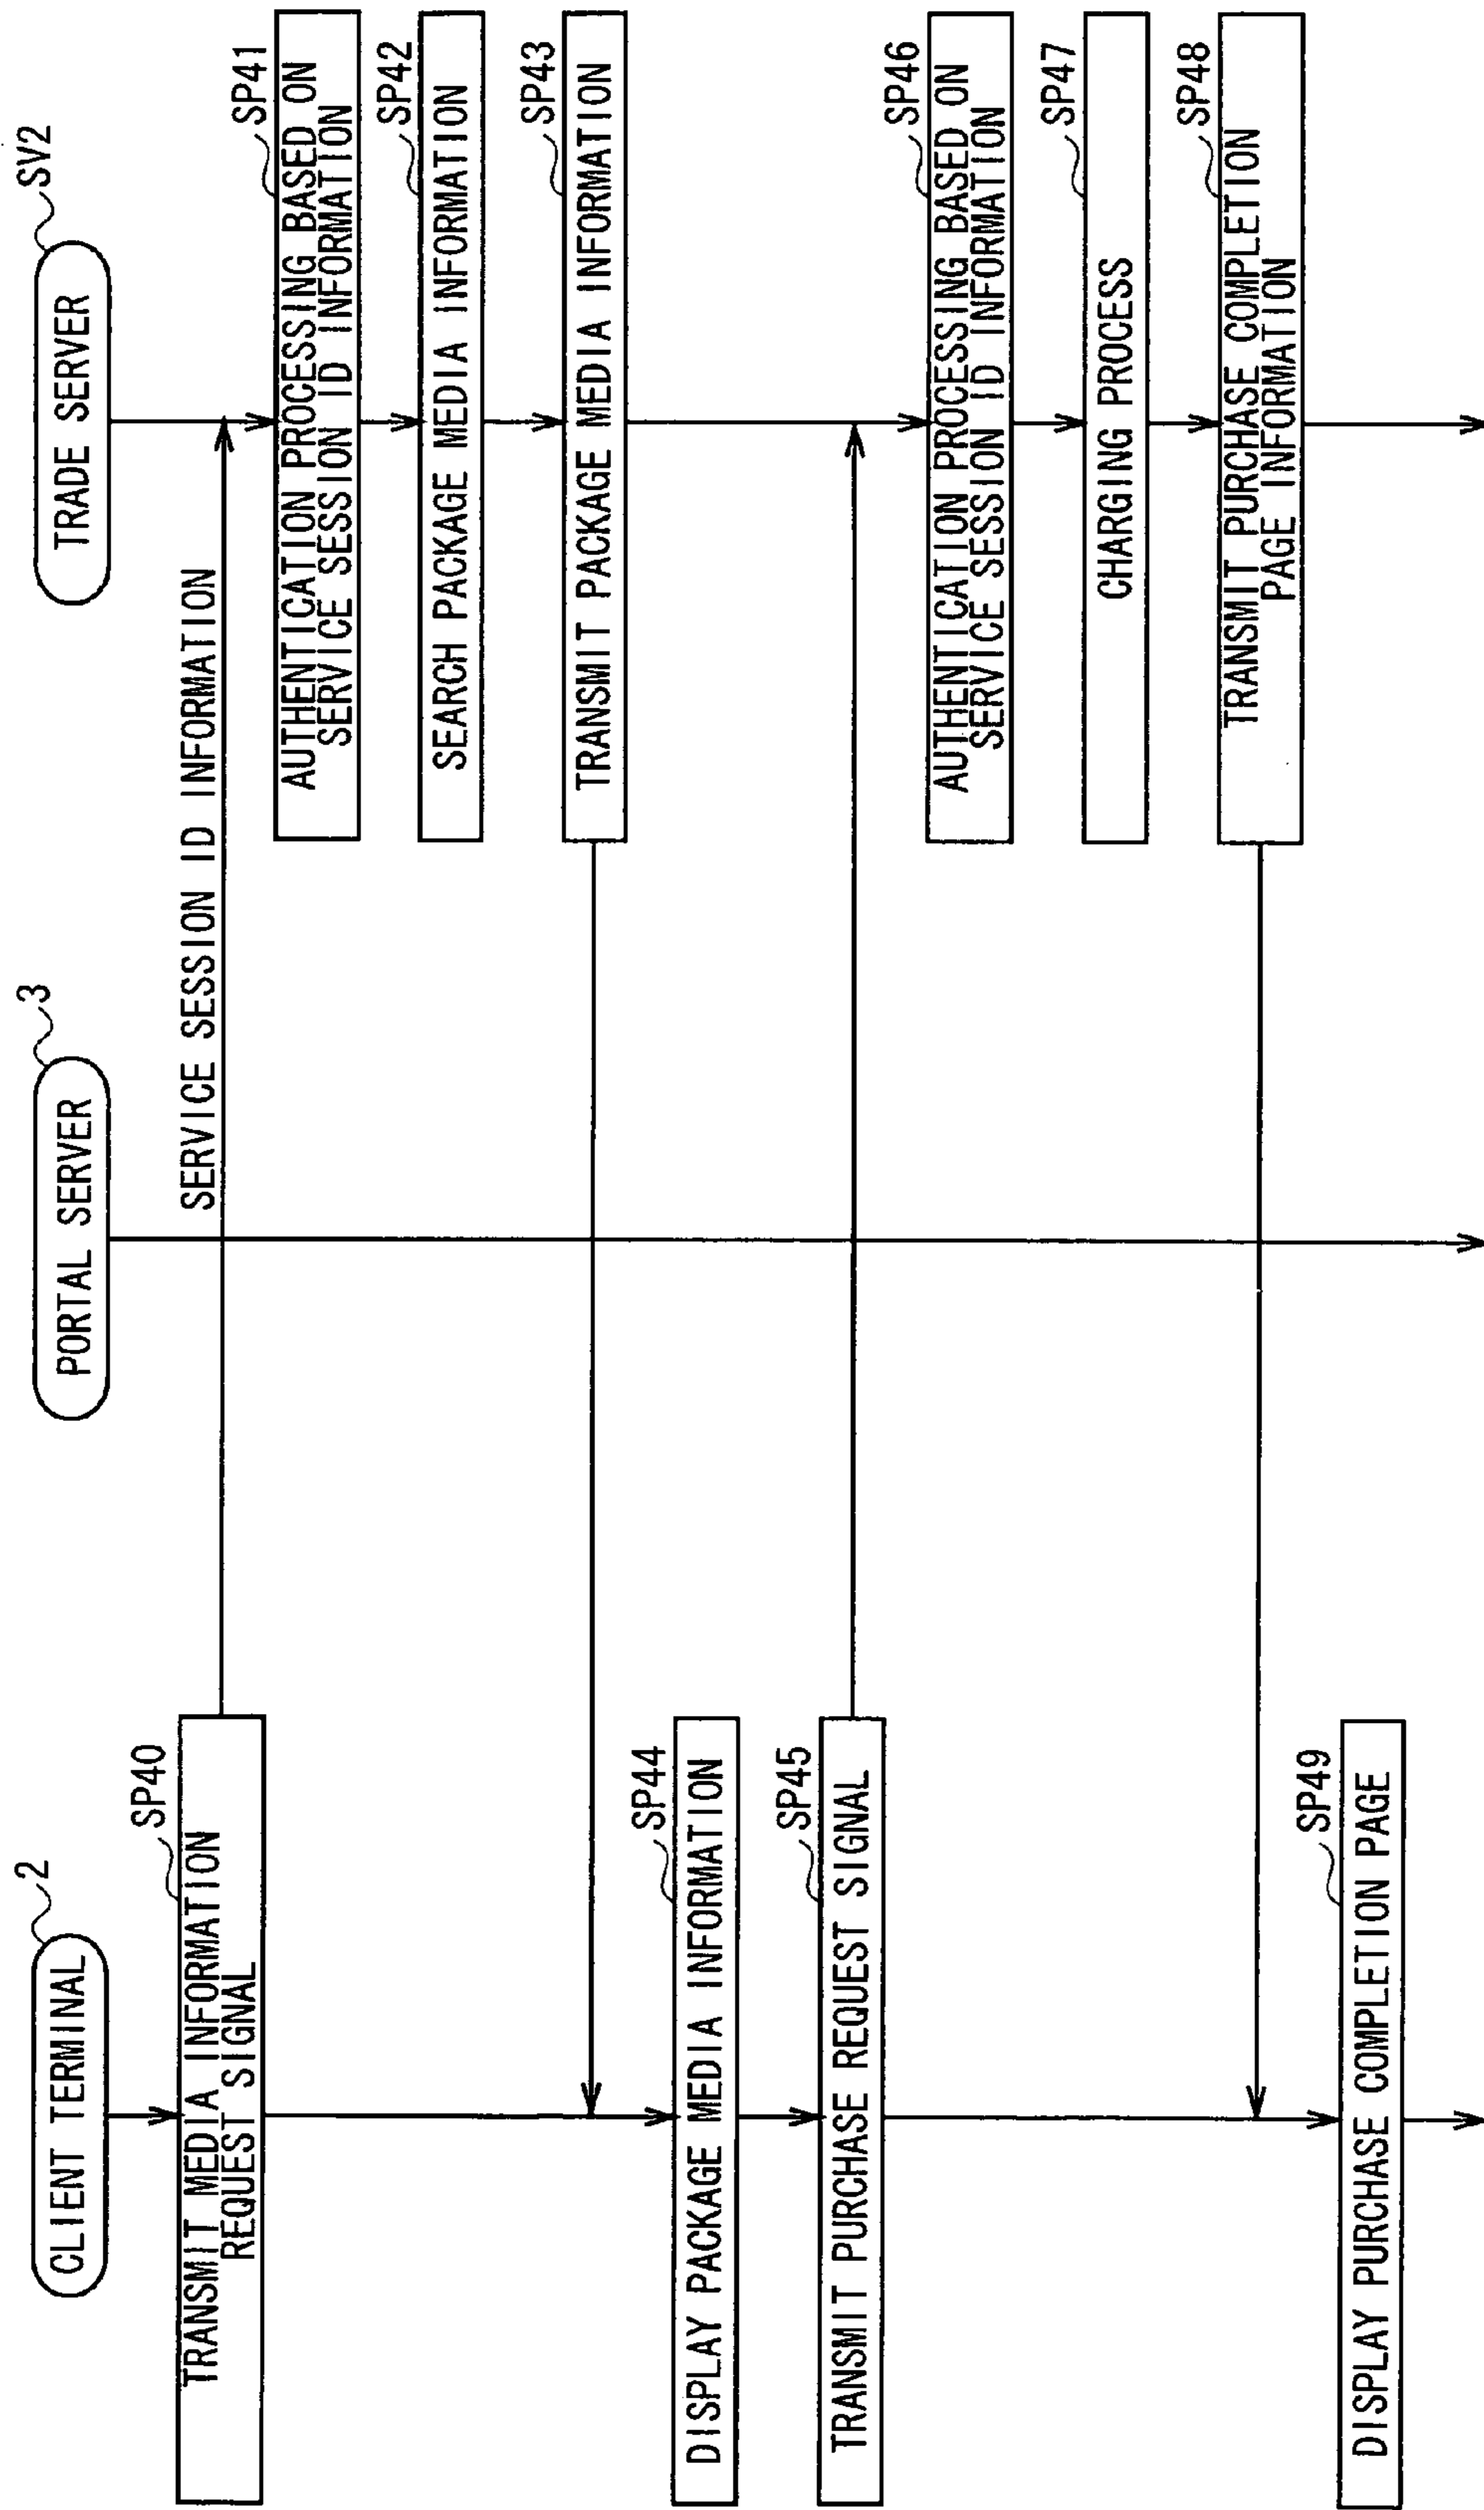 CLIENT TERMINAL
2
PORTAL SERVER
3
TRADE SERVER
SV2
SP40
TRANSMIT MEDIA INFORMATION
REQUEST SIGNAL
SERVICE SESSION ID INFORMATION
SP41
AUTHENTICATION PROCESSING BASED ON
SERVICE SESSION ID INFORMATION
SP42
SEARCH PACKAGE MEDIA INFORMATION
SP43
TRANSMIT PACKAGE MEDIA INFORMATION
SP44
DISPLAY PACKAGE MEDIA INFORMATION
SP45
TRANSMIT PURCHASE REQUEST SIGNAL
SP46
AUTHENTICATION PROCESSING BASED ON
SERVICE SESSION ID INFORMATION
SP47
CHARGING PROCESS
SP48
TRANSMIT PURCHASE COMPLETION
PAGE INFORMATION
SP49
DISPLAY PURCHASE COMPLETION PAGE